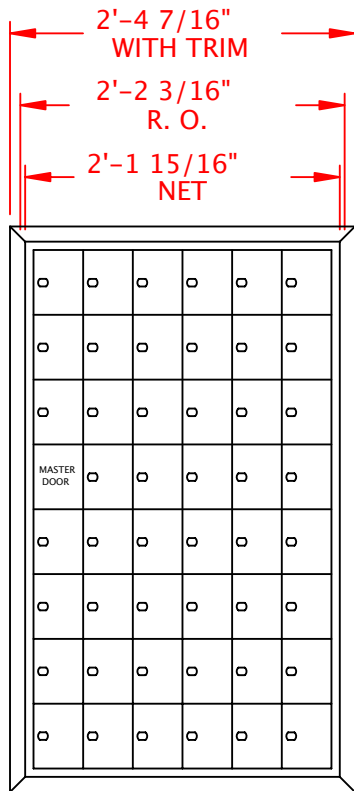 2'-4 7/16"
WITH TRIM
2'-2 3/16"
R. O.
2'-1 15/16"
NET
MASTER
DOOR